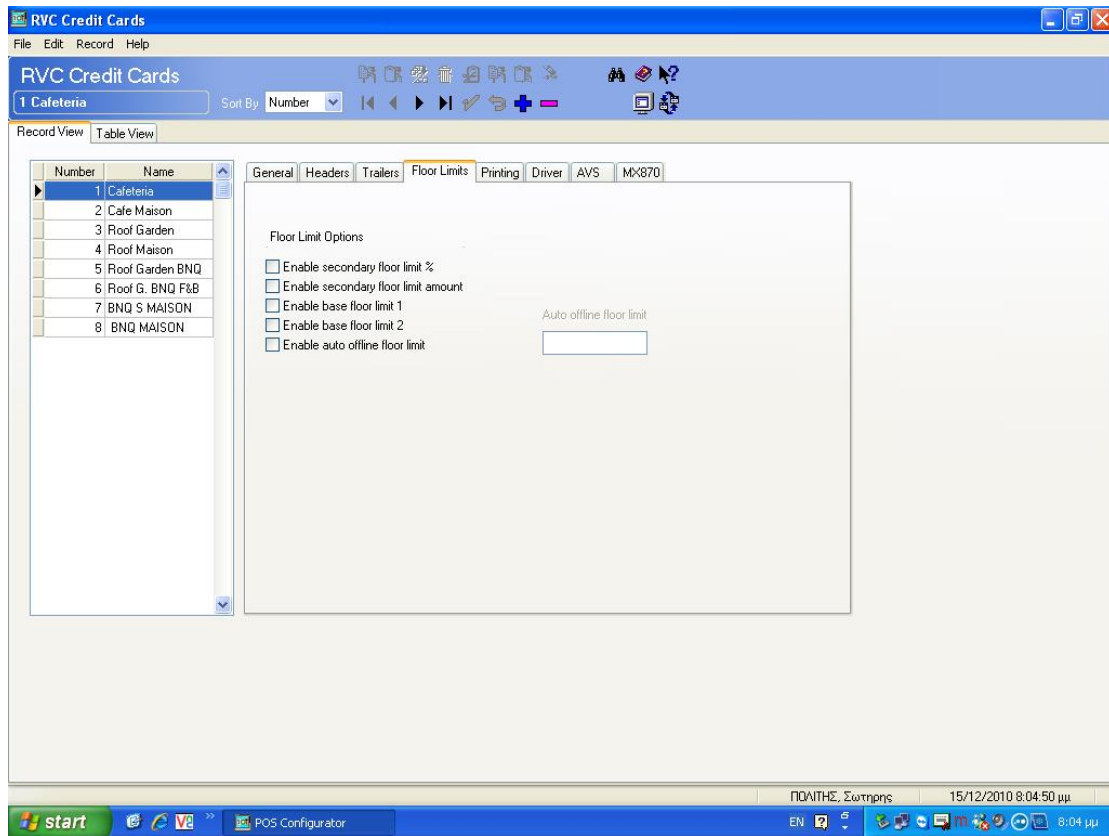 RVC Credit Cards
File Edit Record Help
RVC Credit Cards
1 Cafeteria Sort By Number
Record View Table View
Number Name
1 Cafeteria
2 Cafe Maison
3 Roof Garden
4 Roof Maison
5 Roof Garden BNQ
6 Roof G. BNQ F&B
7 BNQ S MAISON
8 BNQ MAISON
General Headers Trailers Floor Limits Printing Driver AVS MX870
Floor Limit Options
Enable secondary floor limit %
Enable secondary floor limit amount
Enable base floor limit 1
Enable base floor limit 2
Enable auto offline floor limit
Auto offline floor limit
ΠΟΛΙΤΗΣ, Σωτηρης 15/12/2010 8:04:50 μμ
start POS Configurator EN 8:04 μμ